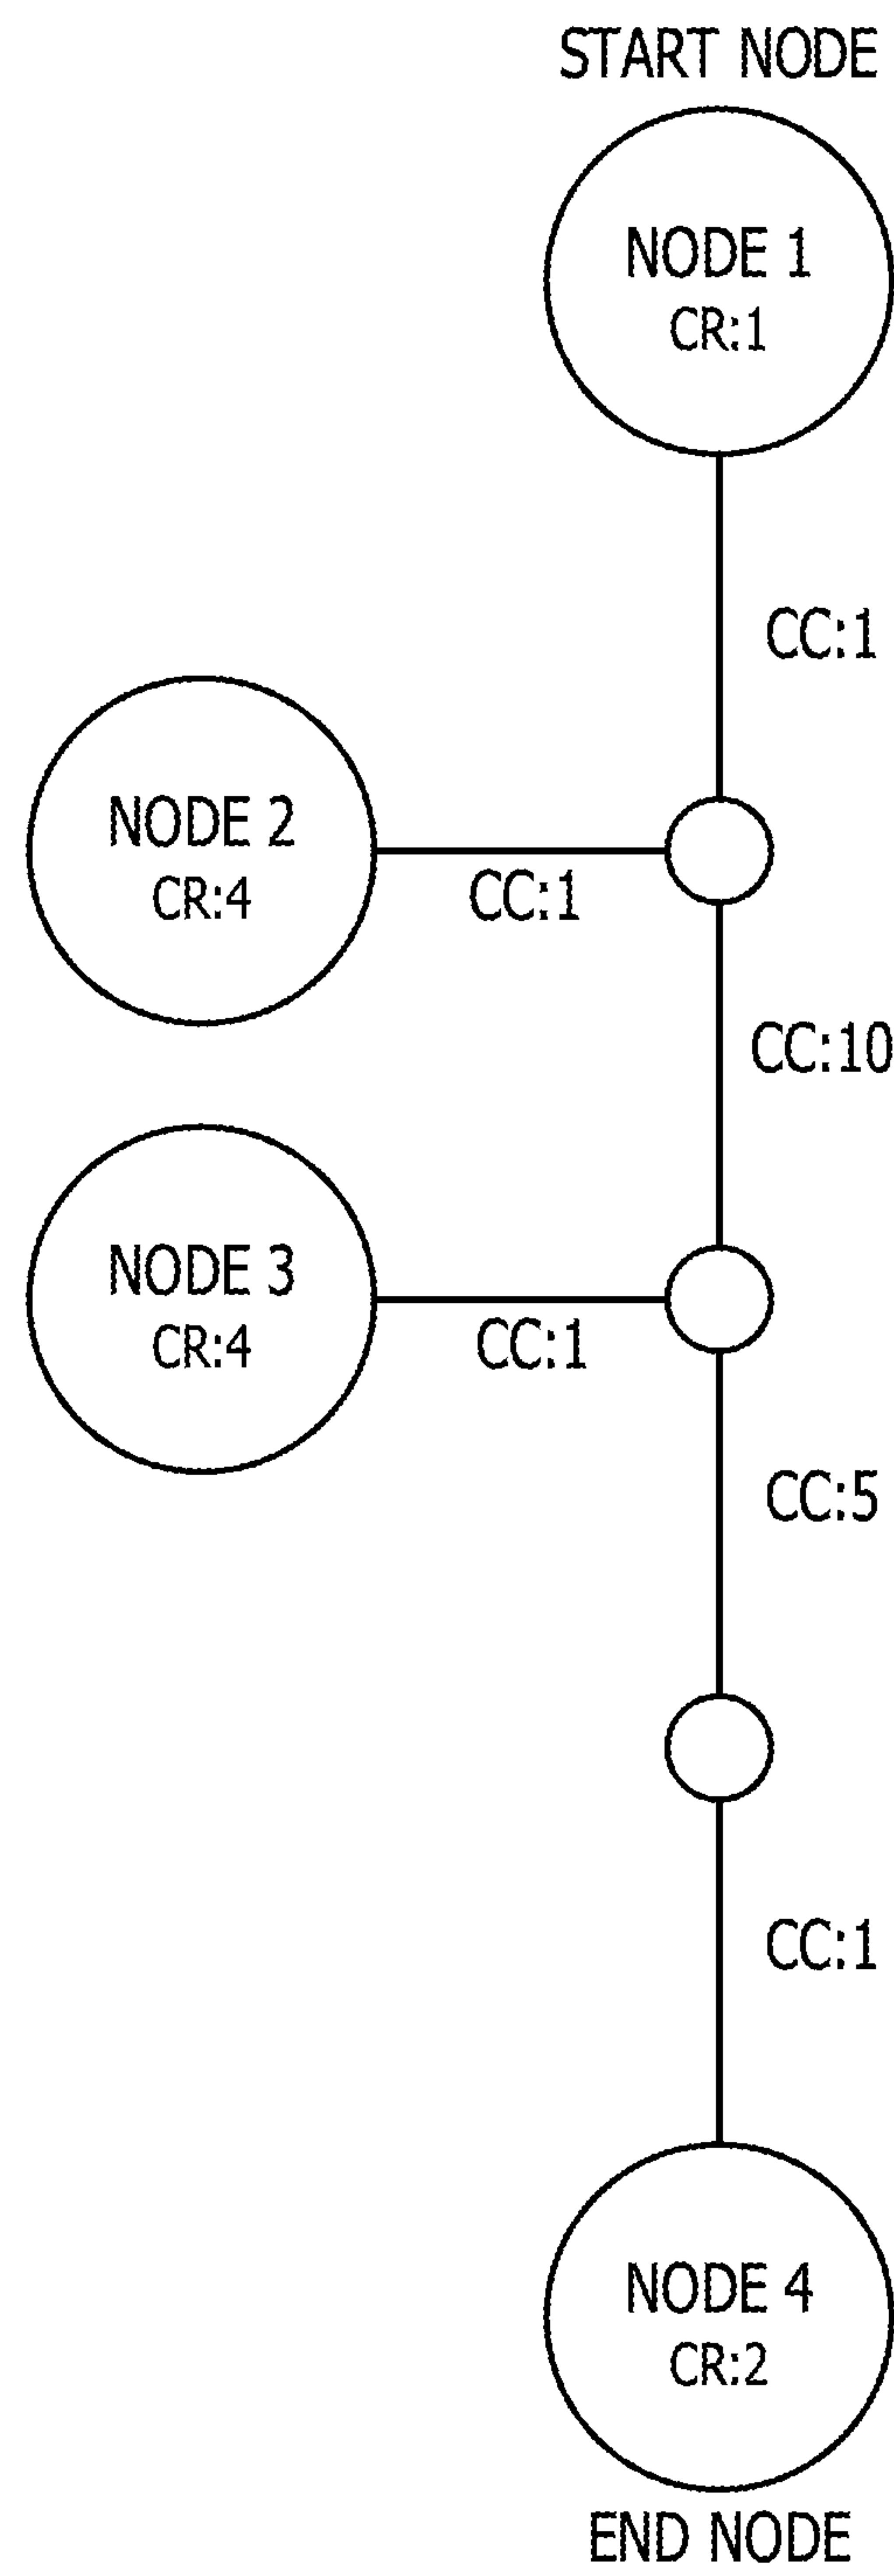 START NODE
NODE 1
CR:1
CC:1
NODE 2
CR:4
CC:1
CC:10
NODE 3
CR:4
CC:1
CC:5
CC:1
NODE 4
CR:2
END NODE